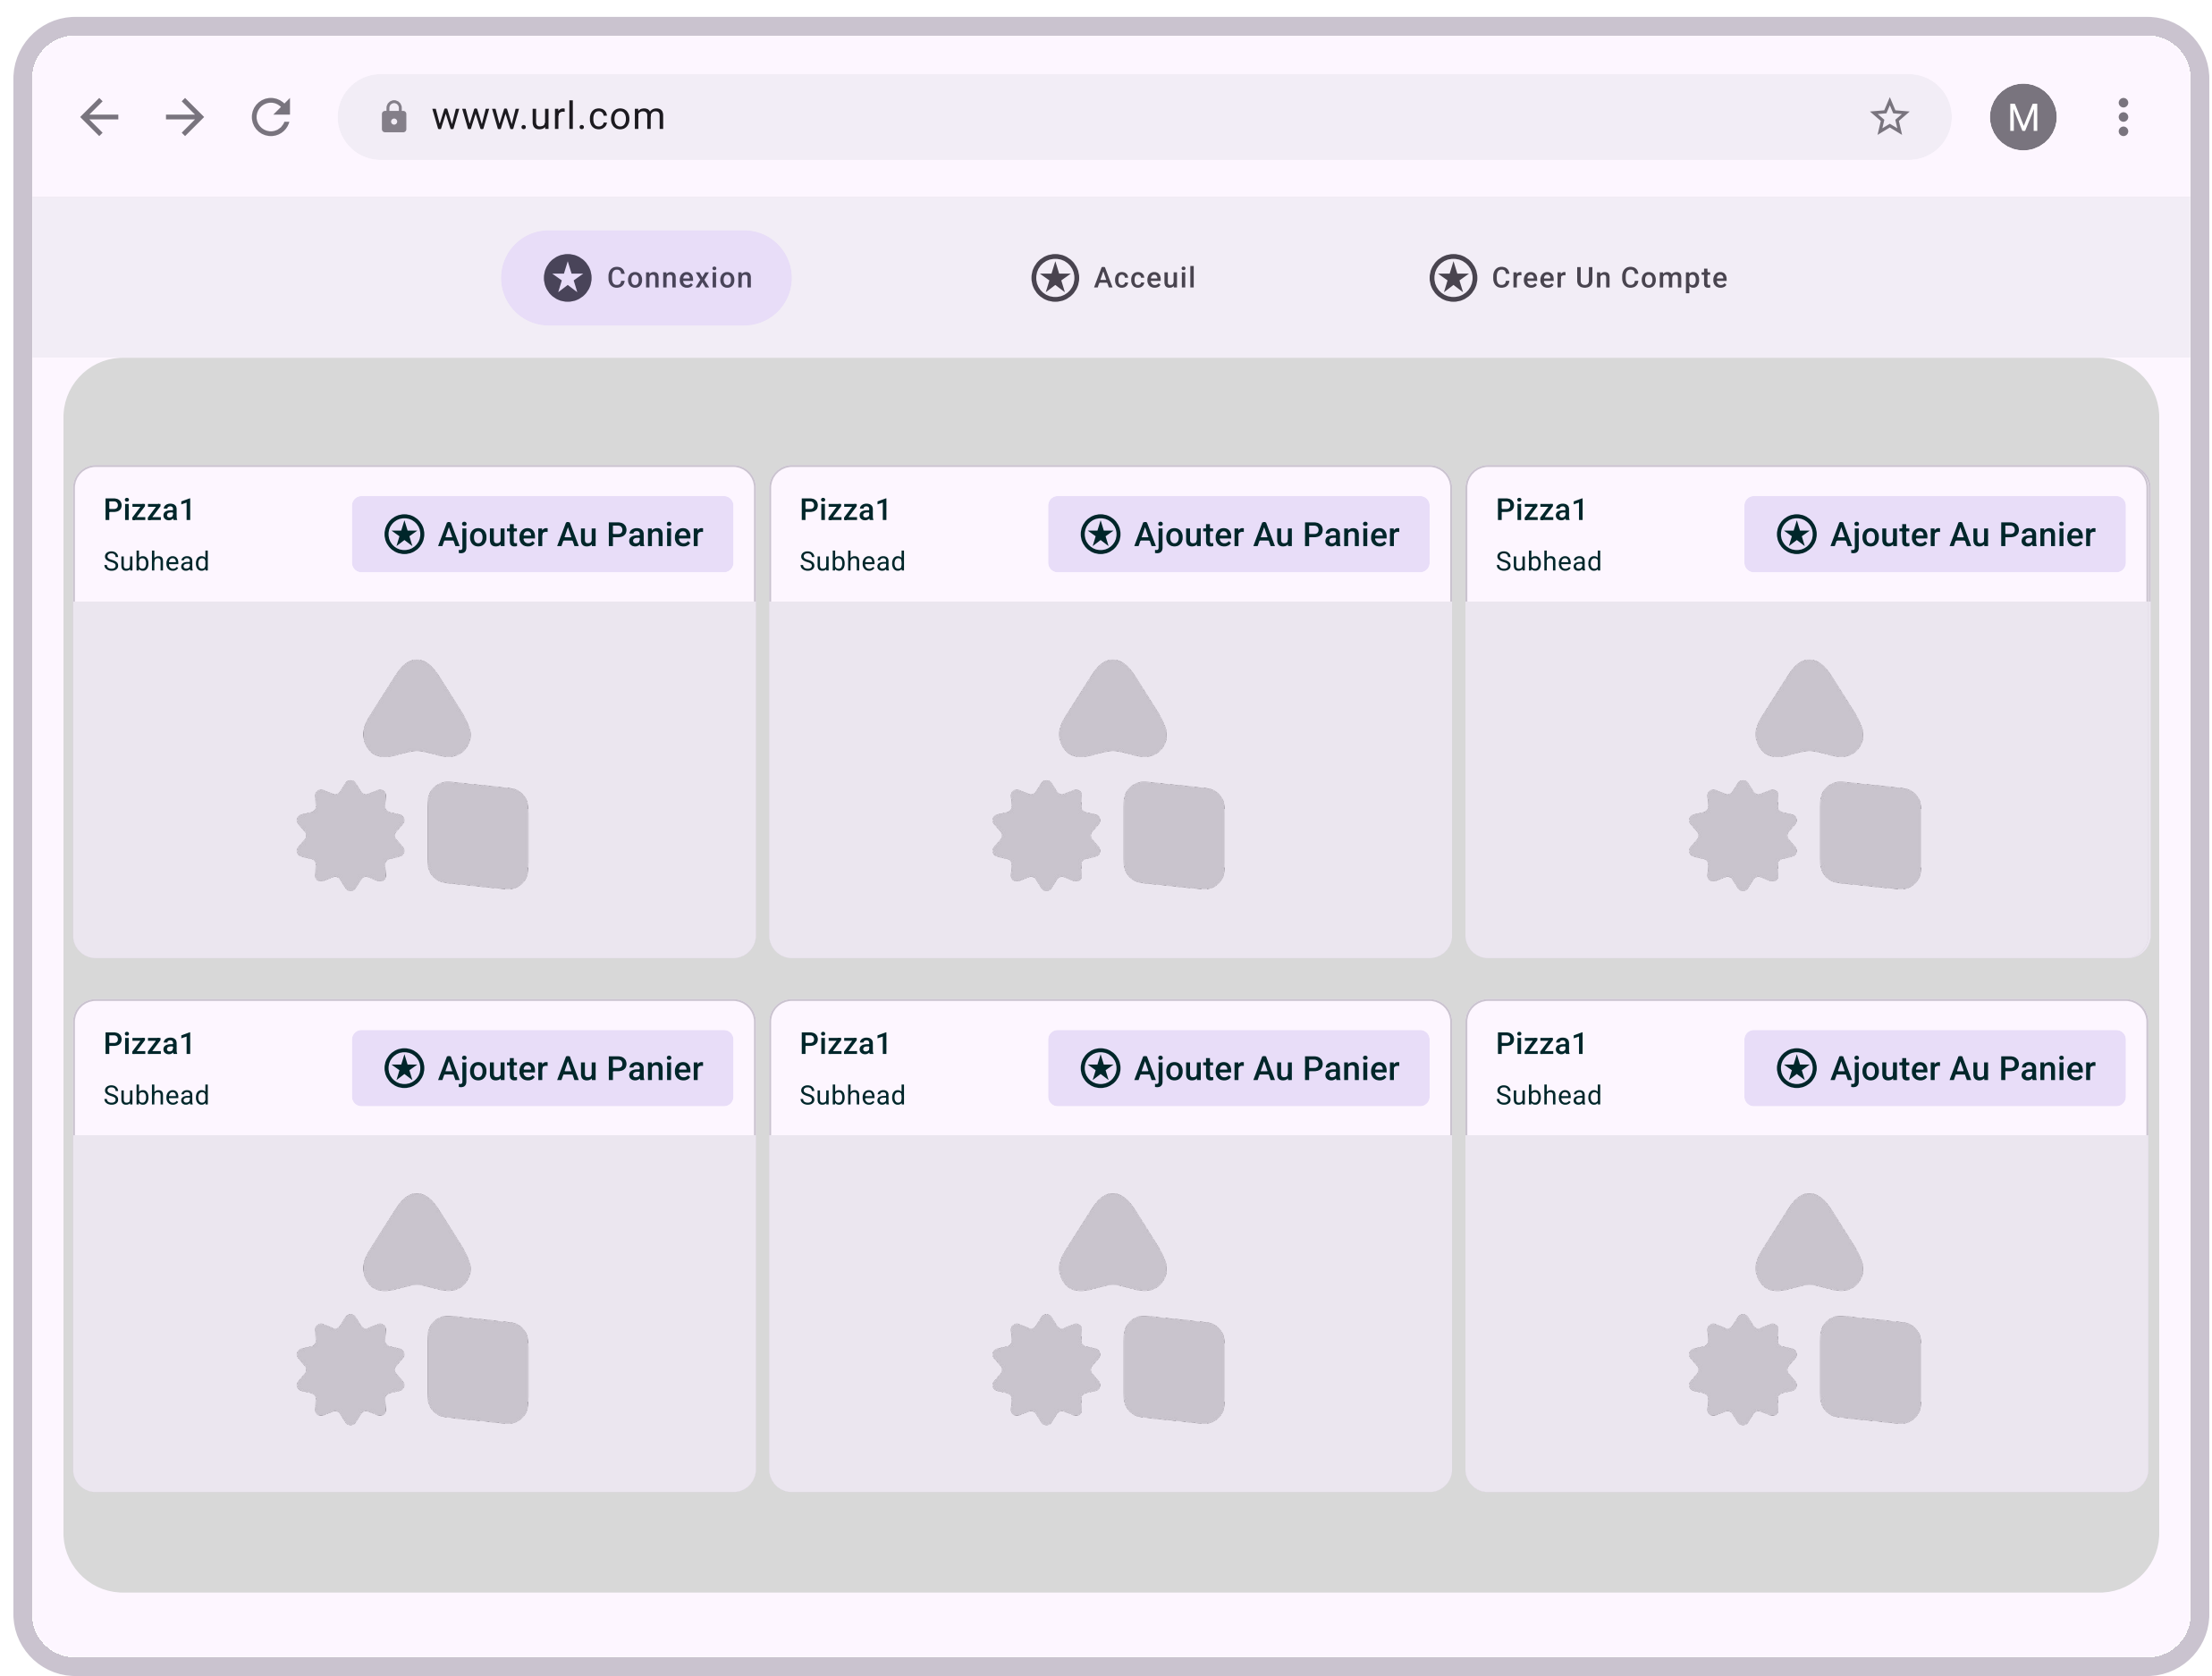 www.url.com
M
Connexion
Acceuil
Creer Un Compte
Pizza1
Subhead
Ajouter Au Panier
Pizza1
Subhead
Ajouter Au Panier
Pizza1
Subhead
Ajouter Au Panier
Pizza1
Subhead
Ajouter Au Panier
Pizza1
Subhead
Ajouter Au Panier
Pizza1
Subhead
Ajouter Au Panier